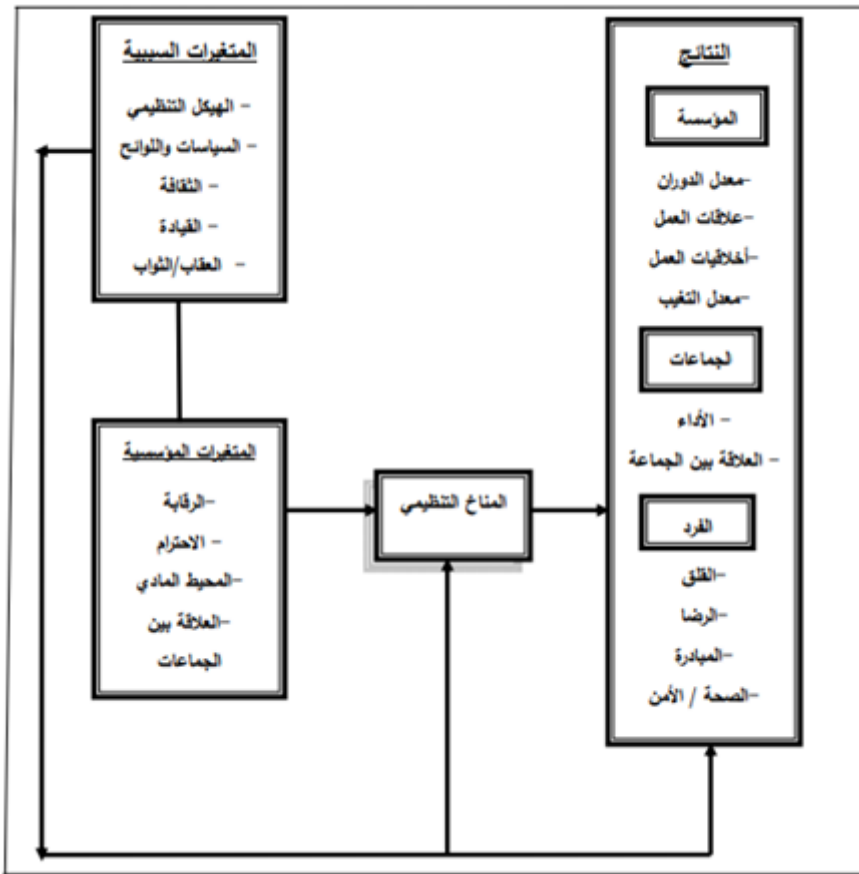 المتغيرات السببية
- الهيكل التنظيمي
- السياسات واللوائح
- الثقافة
- القيادة
- العقاب/الثواب
المتغيرات المؤسسية
-الرقابة
- الاحترام
-المحيط المادي
-العلاقة بين
الجماعات
المناخ التنظيمي
النتائج
المؤسسة
-معدل الدوران
-علاقات العمل
-أخلاقيات العمل
-معدل التغيب
الجماعات
- الأداء
- العلاقة بين الجماعة
الفرد
-القلق
-الرضا
-المبادرة
-الصحة / الأمن